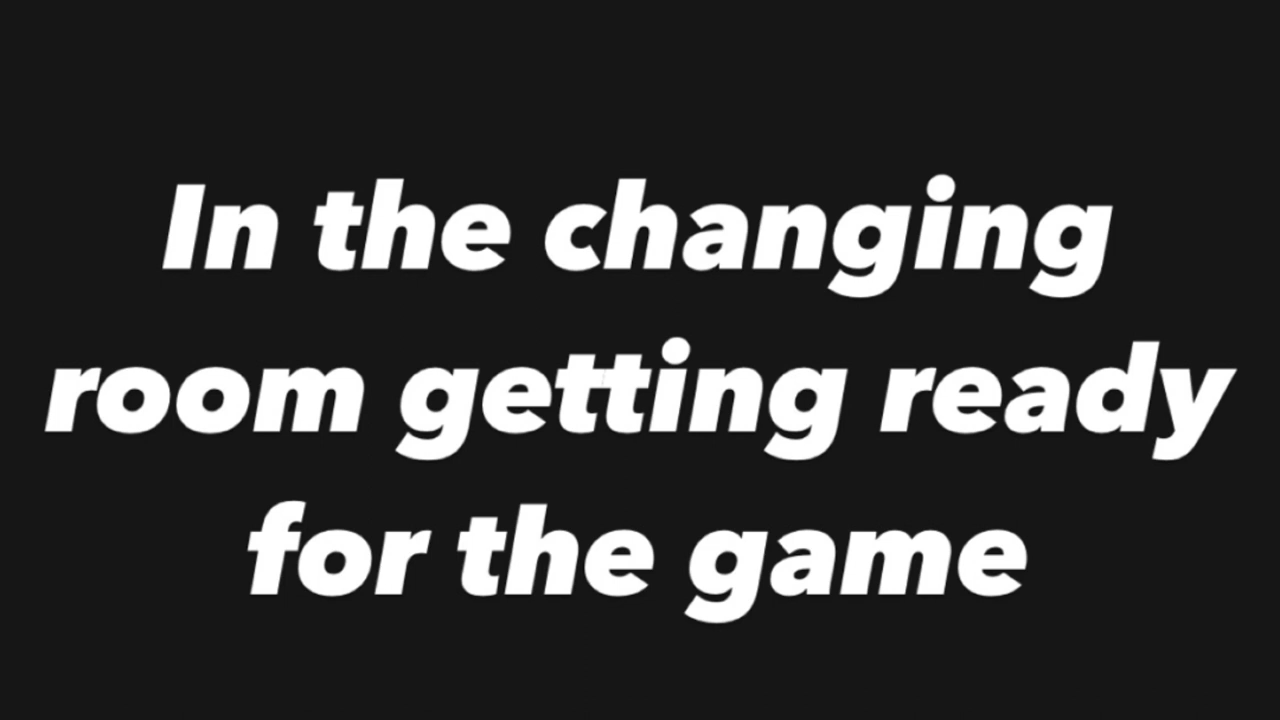 In the changing
room getting ready
for the game